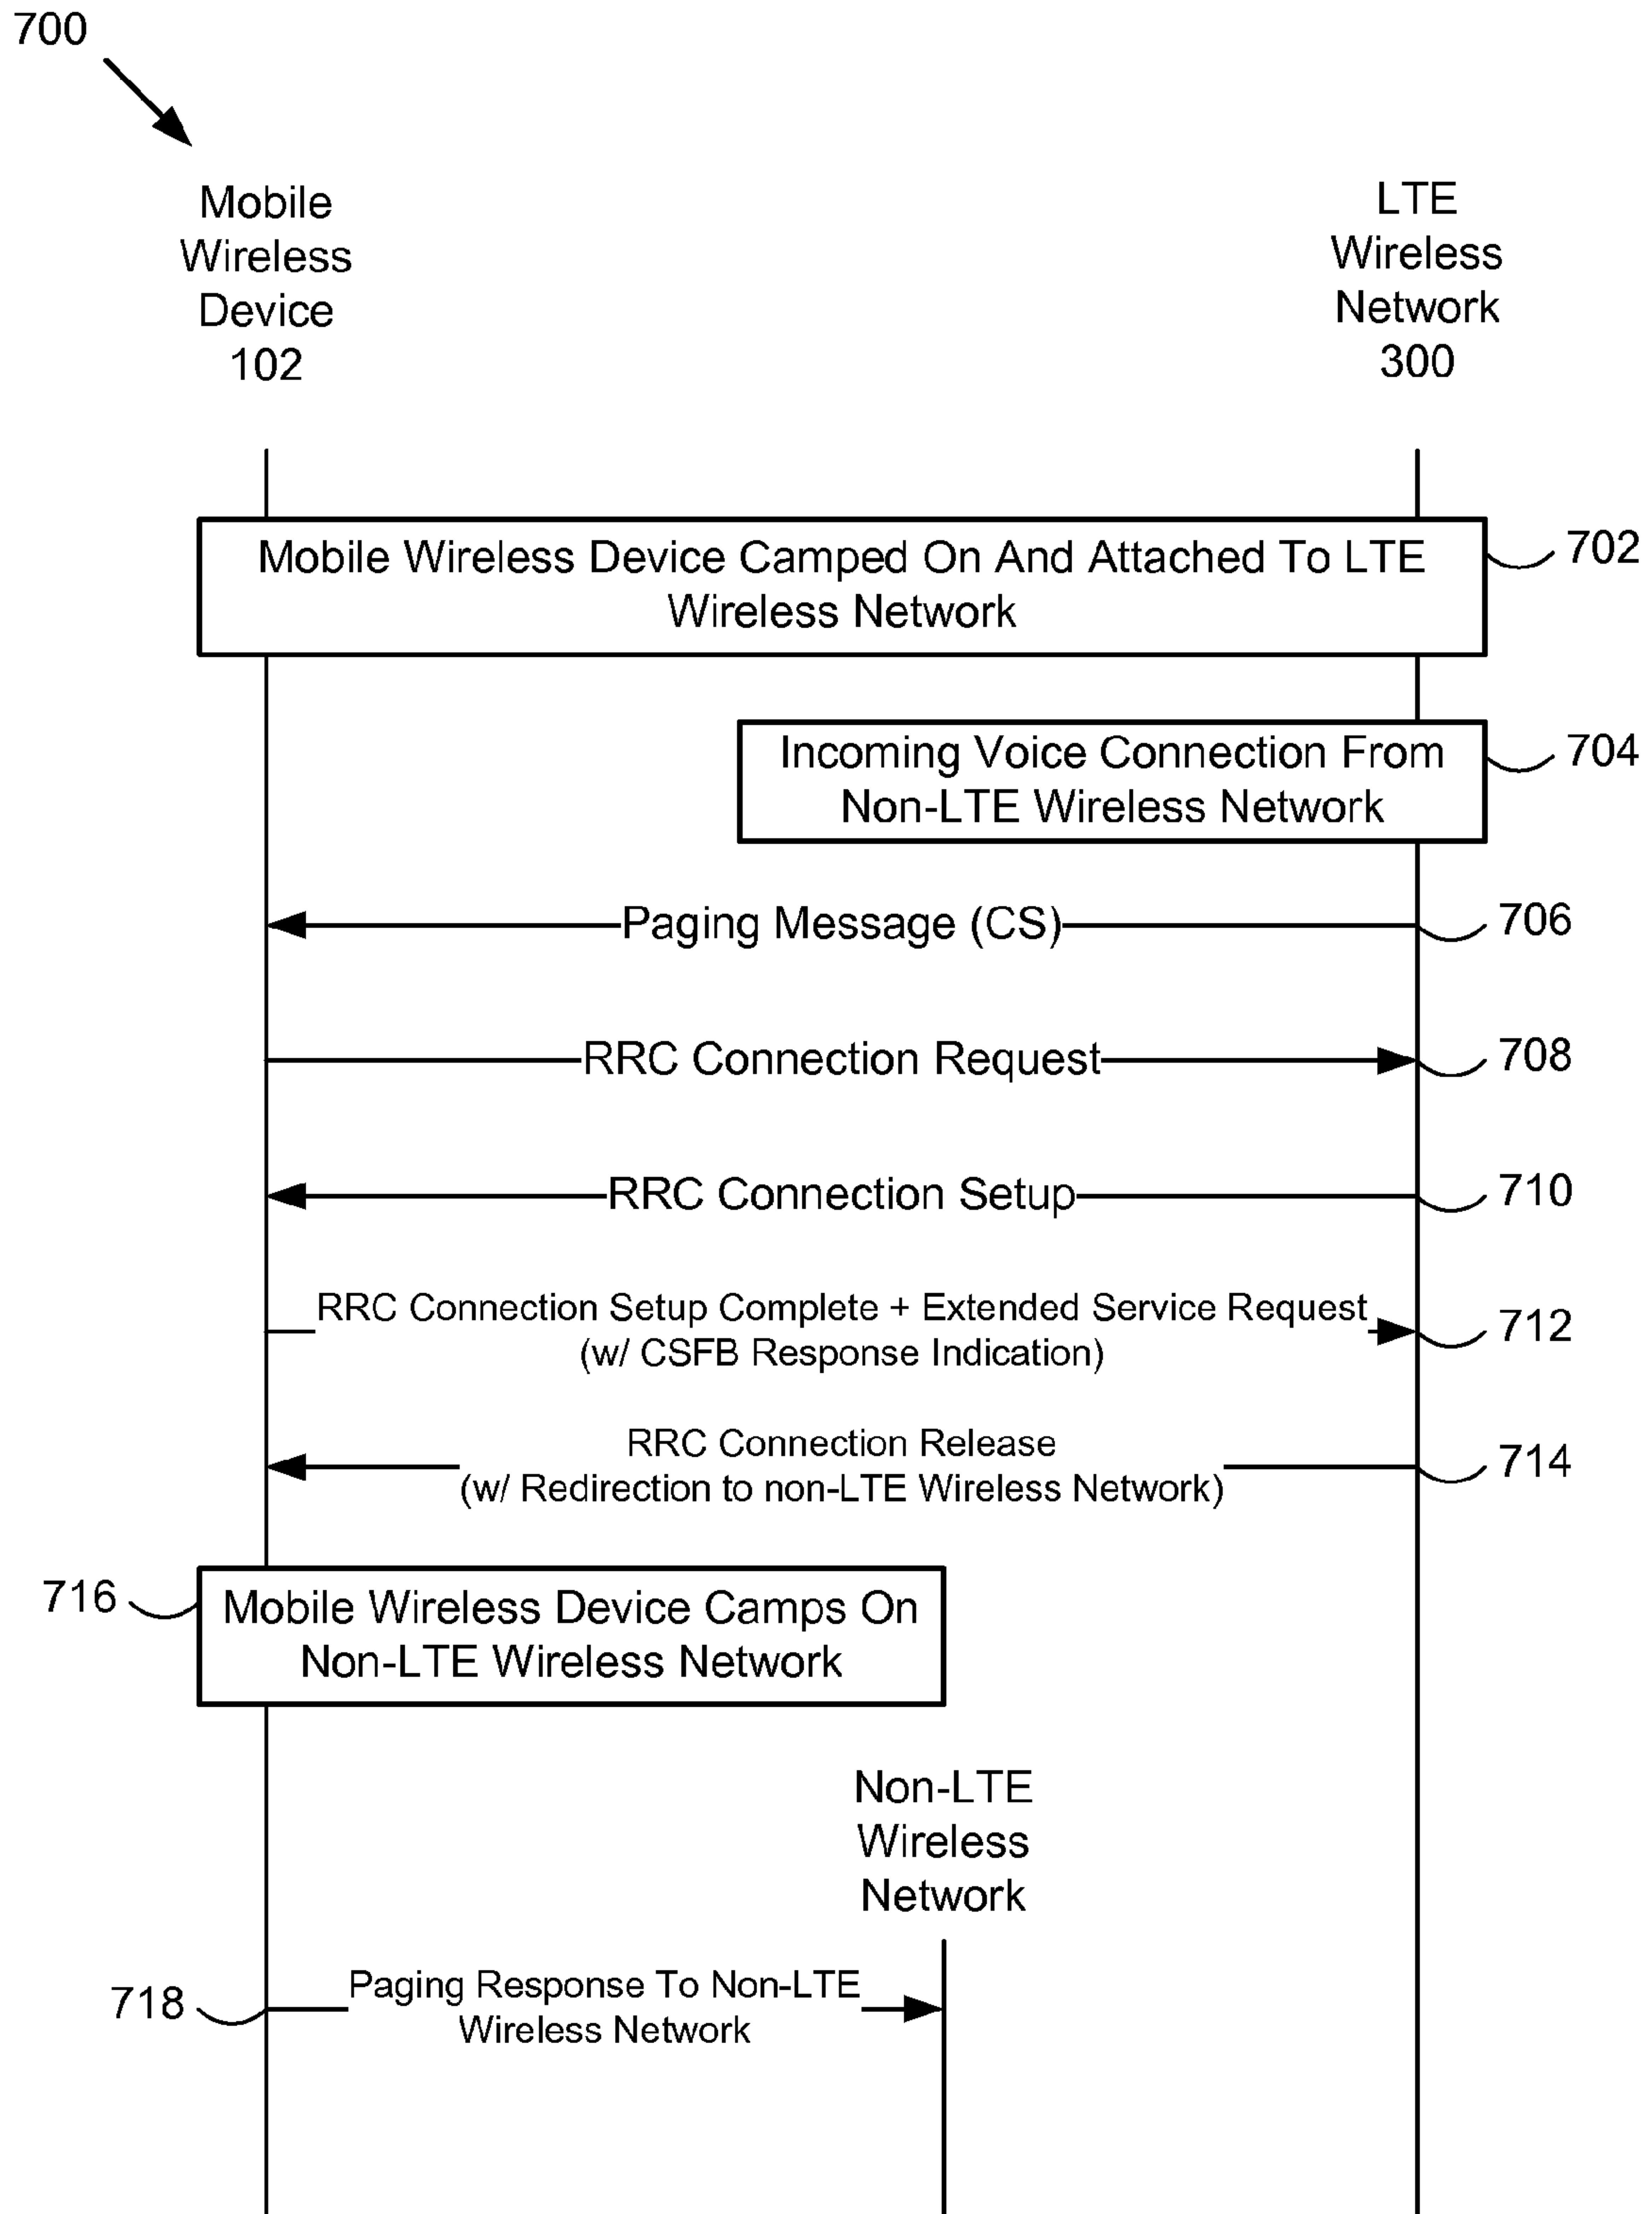 700
Mobile
Wireless
Device
102
LTE
Wireless
Network
300
Mobile Wireless Device Camped On And Attached To LTE
Wireless Network
702
Incoming Voice Connection From
Non-LTE Wireless Network
704
Paging Message (CS)
706
RRC Connection Request
708
RRC Connection Setup
710
RRC Connection Setup Complete + Extended Service Request
(w/ CSFB Response Indication)
712
RRC Connection Release
(w/ Redirection to non-LTE Wireless Network)
714
716
Mobile Wireless Device Camps On
Non-LTE Wireless Network
Non-LTE
Wireless
Network
718
Paging Response To Non-LTE
Wireless Network